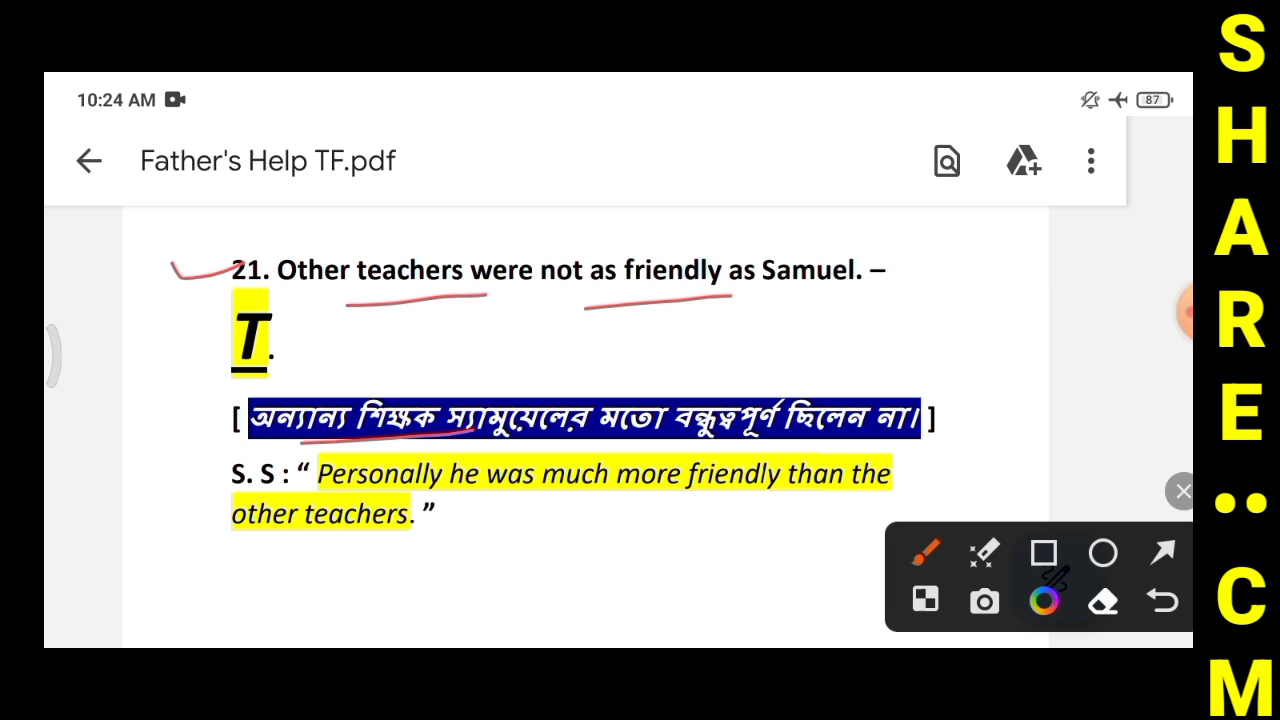 10:24 AM
87
Father's Help TF.pdf
21. Other teachers were not as friendly as Samuel. –
T.
[ অন্যান্য শিক্ষক স্যামুয়েলের মতো বন্ধুত্বপূর্ণ ছিলেন না। ]
S. S : “ Personally he was much more friendly than the
other teachers. ”
SHARE••CM